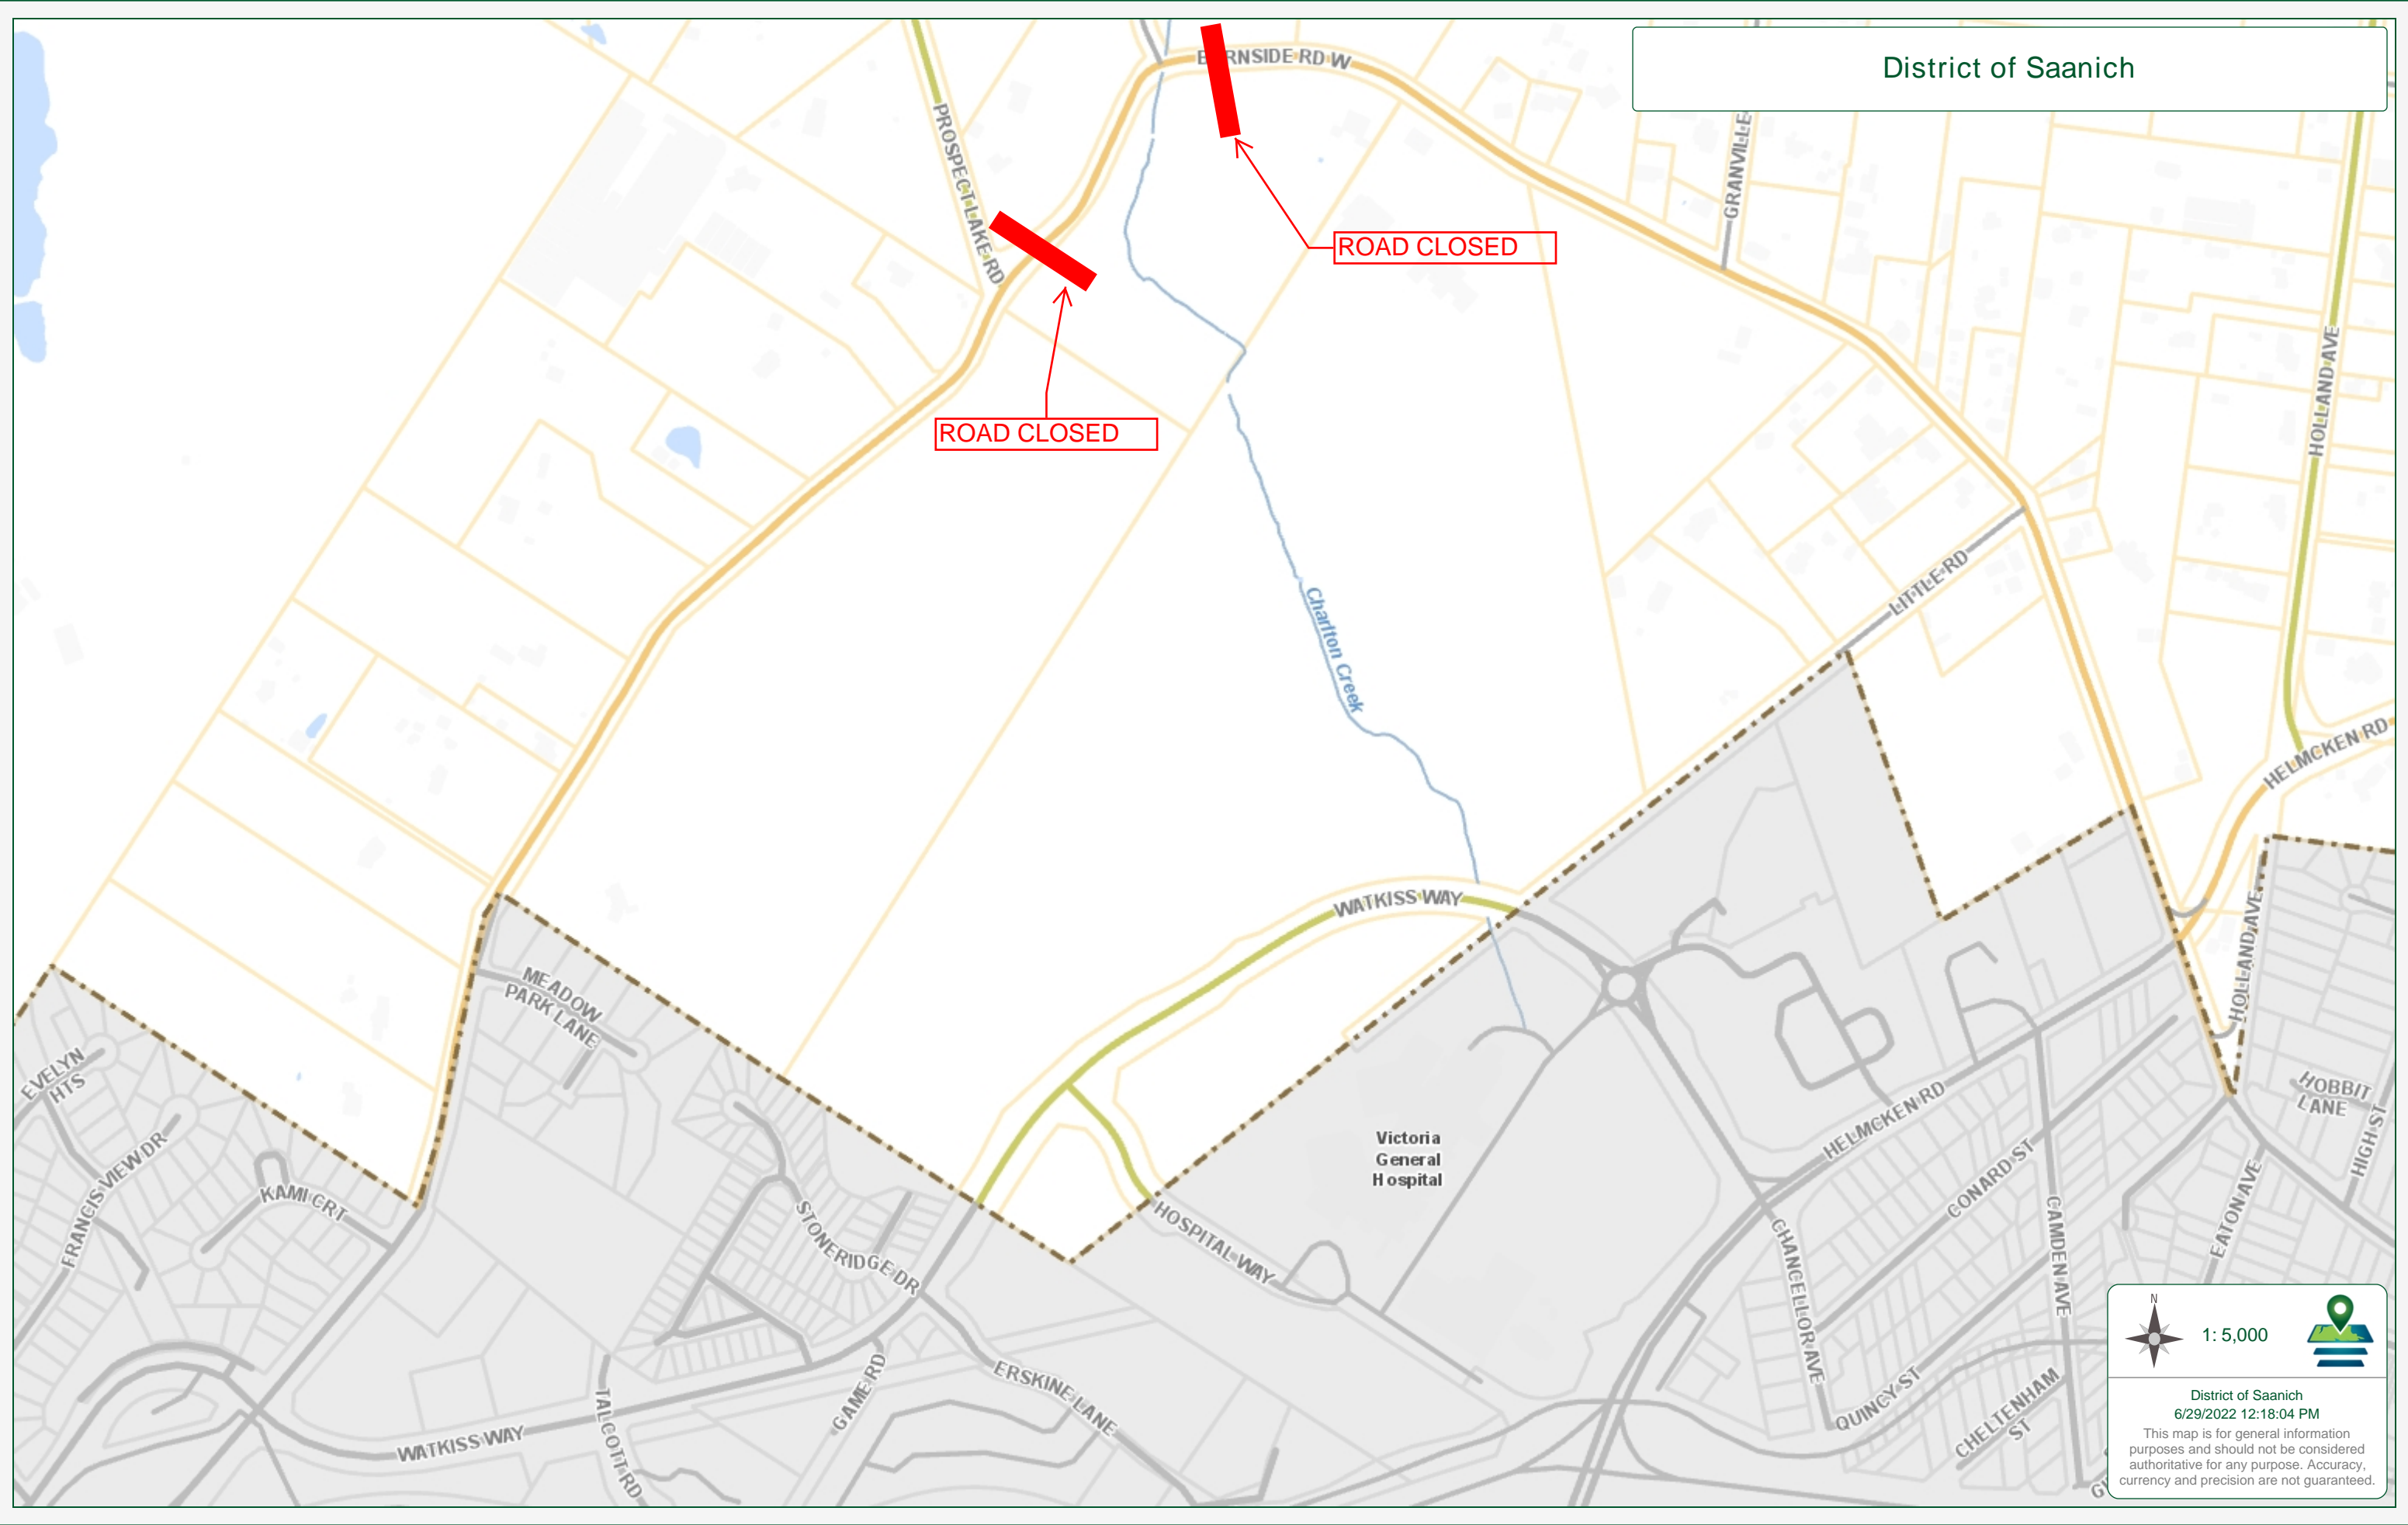 District of Saanich
BURNSIDE RD W
PROSPECT LAKE RD
GRANVILLE
ROAD CLOSED
ROAD CLOSED
HOLLAND AVE
LITTLE RD
Charlton Creek
HELMCKEN RD
WATKISS WAY
HOLLAND AVE
MEADOW
PARK LANE
EVELYN
HTS
FRANCIS VIEW DR
KAMI CRT
STONERIDGE DR
HOSPITAL WAY
Victoria
General
Hospital
HELMCKEN RD
CONARD ST
CAMDEN AVE
EATON AVE
HOBBIT
LANE
HIGH ST
CHANCELLOR AVE
WATKISS WAY
TALCOTT RD
GAME RD
ERSKINE LANE
QUINCY ST
CHELTENHAM
ST
N
1: 5,000
District of Saanich
6/29/2022 12:18:04 PM
This map is for general information
purposes and should not be considered
authoritative for any purpose. Accuracy,
currency and precision are not guaranteed.